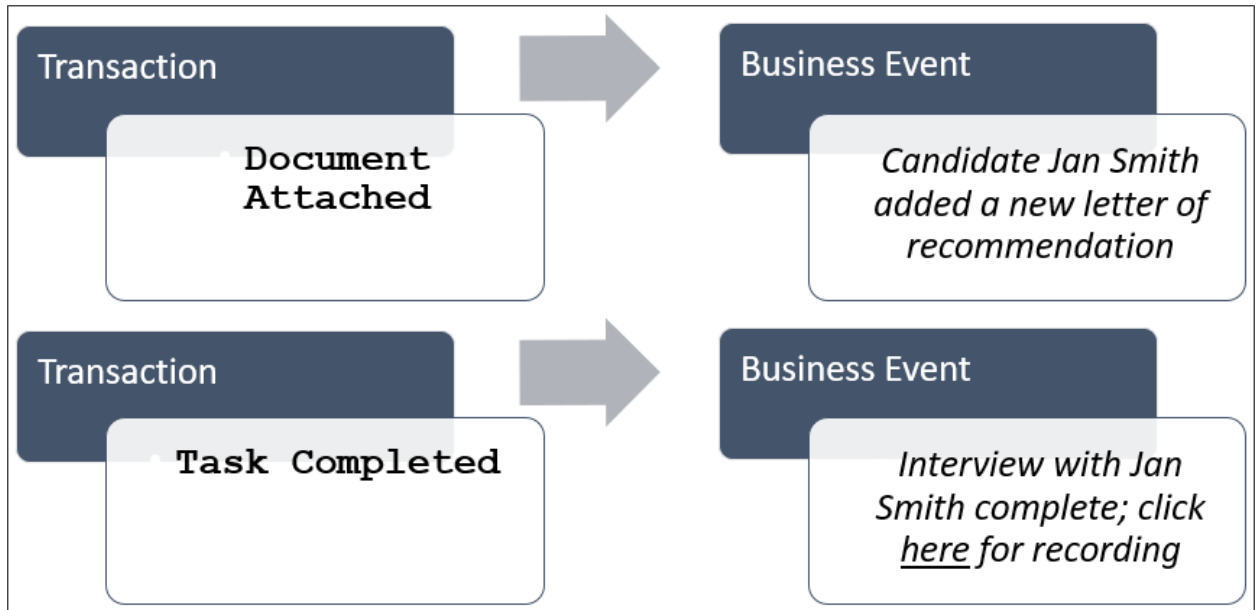 Transaction
Document
Attached
Business Event
Candidate Jan Smith
added a new letter of
recommendation
Transaction
Task Completed
Business Event
Interview with Jan
Smith complete; click
here for recording